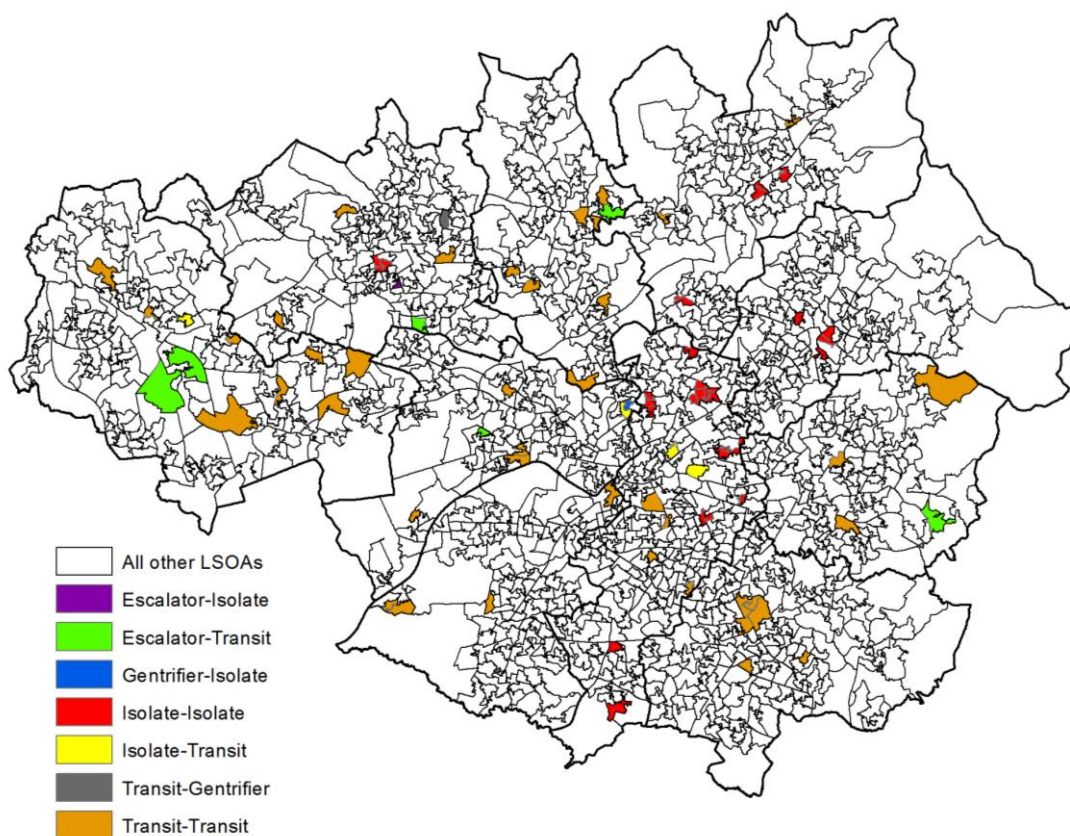 All other LSOAs
Escalator-Isolate
Escalator-Transit
Gentrifier-Isolate
Isolate-Isolate
Isolate-Transit
Transit-Gentrifier
Transit-Transit